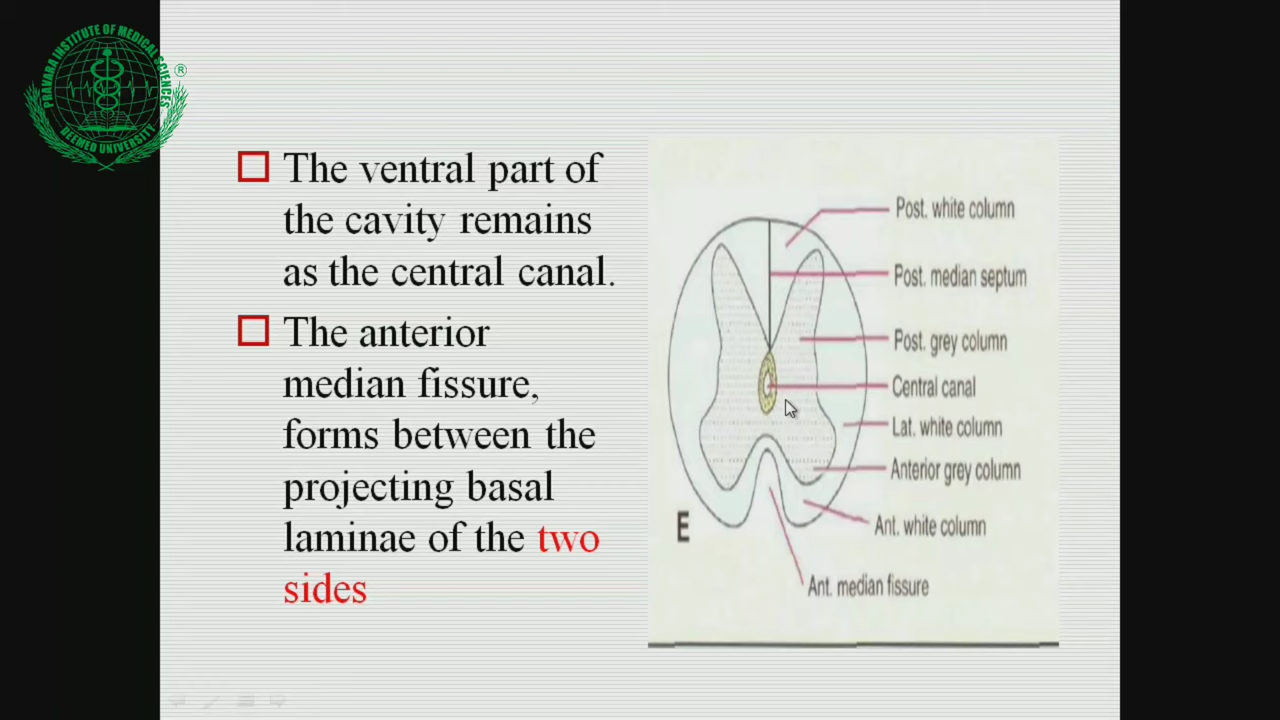 PRAVARA INSTITUTE OF MEDICAL SCIENCES
DEEMED UNIVERSITY
®
The ventral part of
the cavity remains
as the central canal.
The anterior
median fissure,
forms between the
projecting basal
laminae of the two
sides
Post. white column
Post. median septum
Post. grey column
Central canal
Lat. white column
Anterior grey column
Ant. white column
Ant. median fissure
E